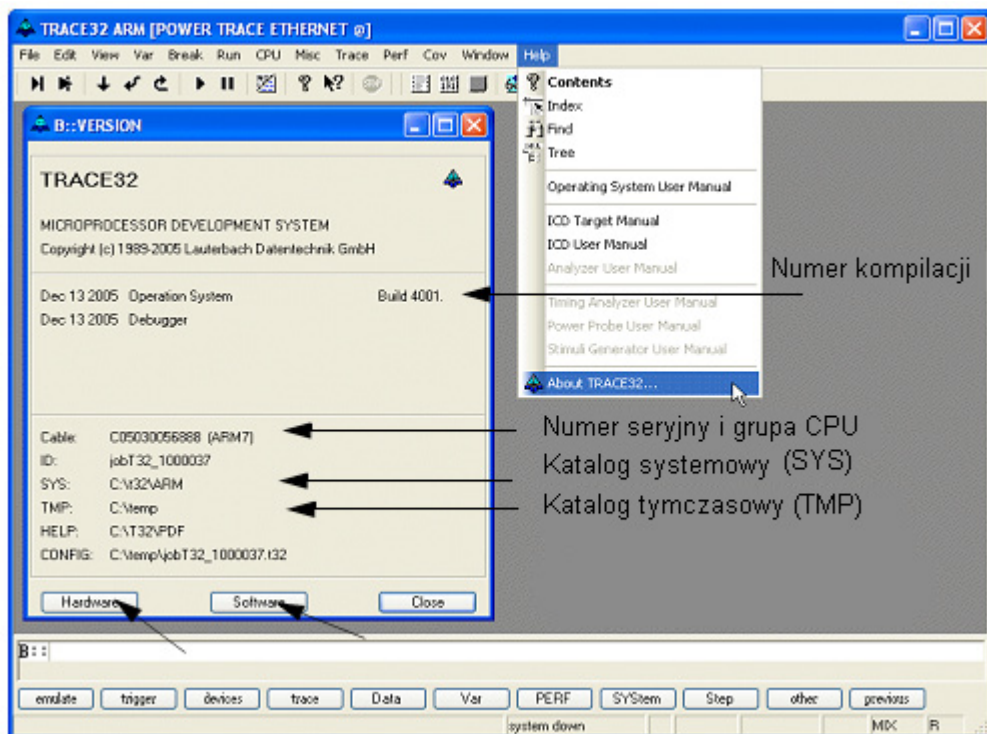 TRACE32 ARM [POWER TRACE ETHERNET @]
File Edit View Var Break Run CPU Misc Trace Perf Cov Window Help
Contents
Index
Find
Tree
Operating System User Manual
ICD Target Manual
ICD User Manual
Analyzer User Manual
Timing Analyzer User Manual
Power Probe User Manual
Stimuli Generator User Manual
About TRACE32...
B::VERSION
TRACE32
MICROPROCESSOR DEVELOPMENT SYSTEM
Copyright (c) 1989-2005 Lauterbach Datentechnik GmbH
Dec 13 2005 Operation System Build 4001.
Dec 13 2005 Debugger
Numer kompilacji
Cable: C05030056888 (ARM7)
ID: jobT32_1000037
SYS: C:\t32\ARM
TMP: C:\temp
HELP: C:\T32\PDF
CONFIG: C:\temp\jobT32_1000037.t32
Numer seryjny i grupa CPU
Katalog systemowy (SYS)
Katalog tymczasowy (TMP)
Hardware Software Close
B::
emulate trigger devices trace Data Var PERF SYStem Step other previous
system down MIX R